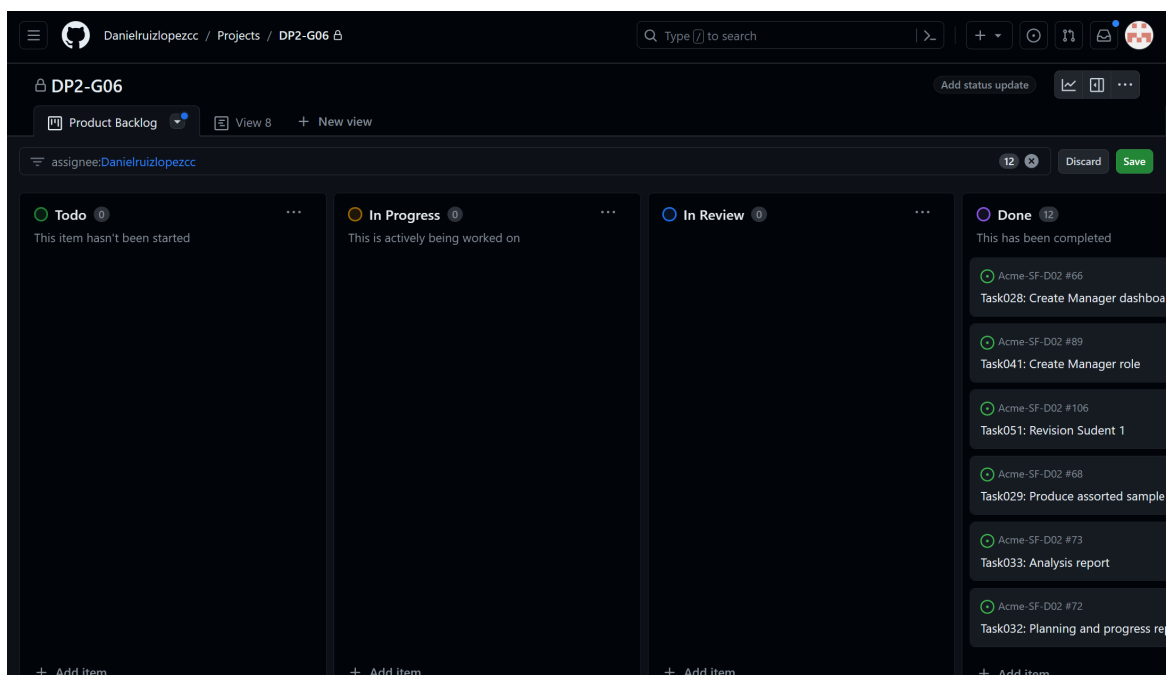 Danielruizlopezcc / Projects / DP2-G06
Type / to search
DP2-G06
Add status update
Product Backlog
View 8
New view
assignee:Danielruizlopezcc
12
Discard
Save
Todo 0
This item hasn't been started
In Progress 0
This is actively being worked on
In Review 0
Done 12
This has been completed
Acme-SF-D02 #66
Task028: Create Manager dashboa
Acme-SF-D02 #89
Task041: Create Manager role
Acme-SF-D02 #106
Task051: Revision Sudent 1
Acme-SF-D02 #68
Task029: Produce assorted sample
Acme-SF-D02 #73
Task033: Analysis report
Acme-SF-D02 #72
Task032: Planning and progress re
Add item
Add item
Add item
Add item